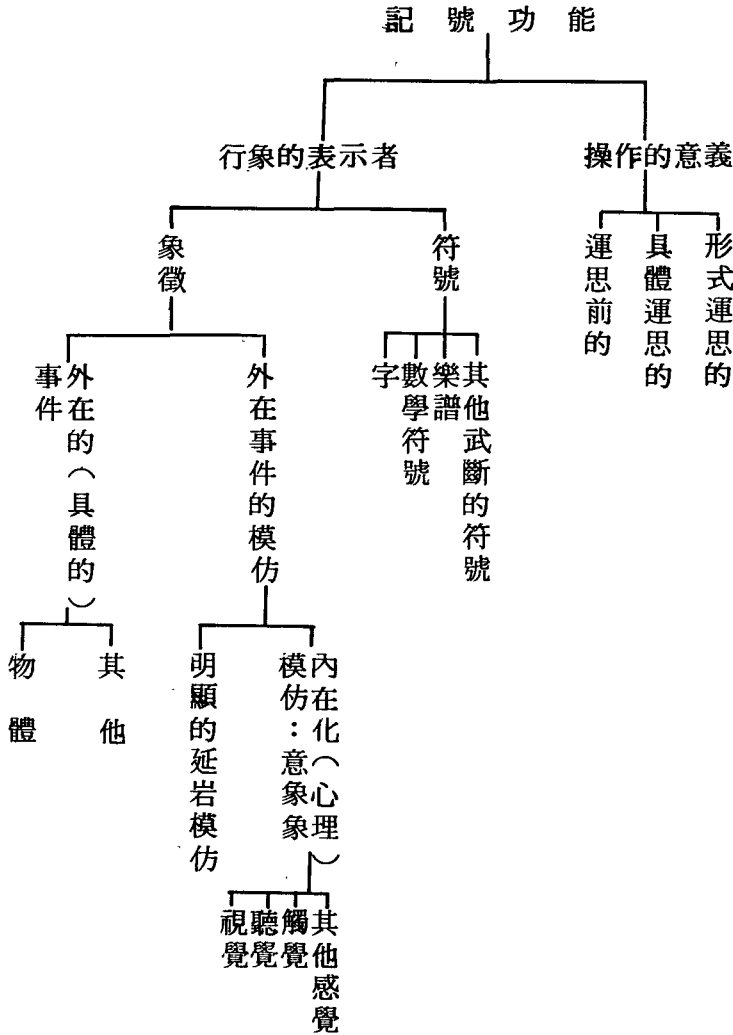 記號功能
行象的表示者
操作的意義
象徵
符號
運思前的
具體運思的
形式運思的
外在的（具體的）
事件
外在事件的模仿
字
數學符號
樂譜
其他武斷的符號
物體
其他
明顯的延岩模仿
內在化（心理）
模仿：意象象
視覺
聽覺
觸覺
其他感覺